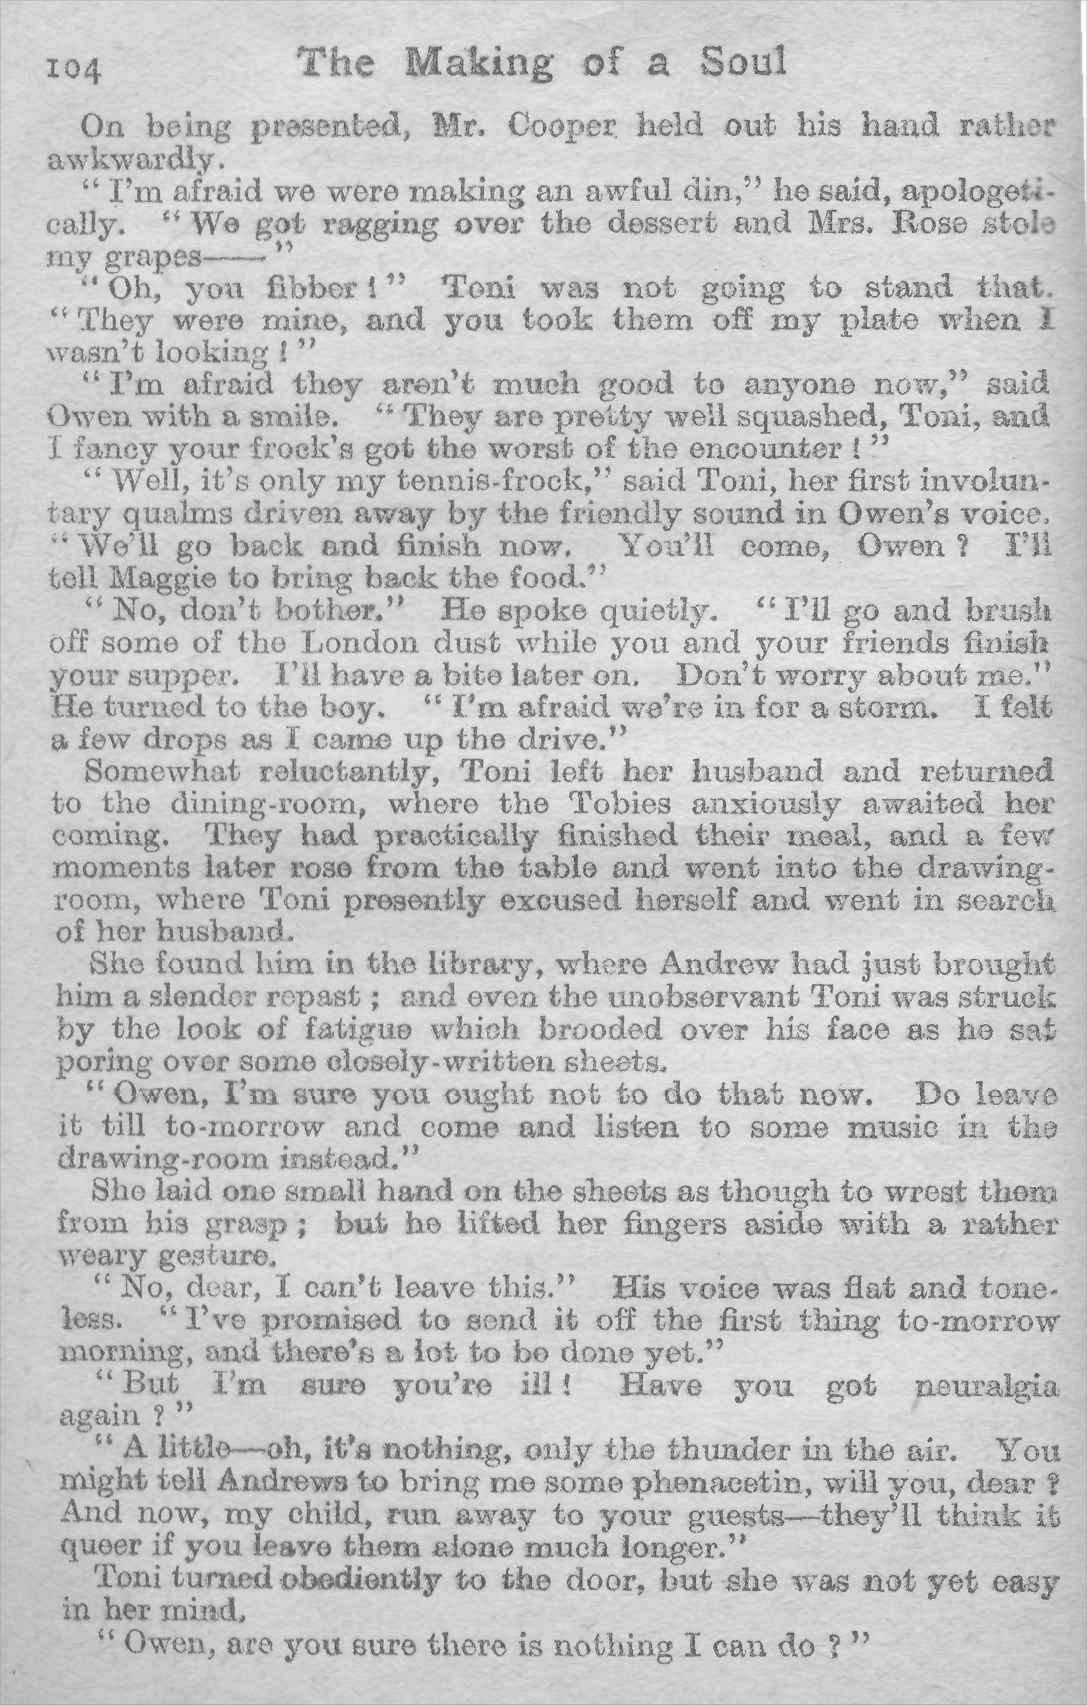 104 The Making of a Soul
On being presented, Mr. Cooper held out his hand rather
awkwardly.
“ I’m afraid we were making an awful din,” he said, apologeti-
cally. “ We got ragging over the dessert and Mrs. Rose stole
my grapes—— ”
“ Oh, you fibber ! ” Toni was not going to stand that.
“ They were mine, and you took them off my plate when I
wasn’t looking ! ”
“ I’m afraid they aren’t much good to anyone now,” said
Owen with a smile. “ They are pretty well squashed, Toni, and
I fancy your frock’s got the worst of the encounter ! ”
“ Well, it’s only my tennis-frock,” said Toni, her first involun-
tary qualms driven away by the friendly sound in Owen’s voice.
“ We’ll go back and finish now. You’ll come, Owen ? I’ll
tell Maggie to bring back the food.”
“ No, don’t bother.” He spoke quietly. “ I’ll go and brush
off some of the London dust while you and your friends finish
your supper. I’ll have a bite later on. Don’t worry about me.”
He turned to the boy. “ I’m afraid we’re in for a storm. I felt
a few drops as I came up the drive.”
Somewhat reluctantly, Toni left her husband and returned
to the dining-room, where the Tobies anxiously awaited her
coming. They had practically finished their meal, and a few
moments later rose from the table and went into the drawing-
room, where Toni presently excused herself and went in search
of her husband.
She found him in the library, where Andrew had just brought
him a slender repast ; and even the unobservant Toni was struck
by the look of fatigue which brooded over his face as he sat
poring over some closely-written sheets.
“ Owen, I’m sure you ought not to do that now. Do leave
it till to-morrow and come and listen to some music in the
drawing-room instead.”
She laid one small hand on the sheets as though to wrest them
from his grasp ; but he lifted her fingers aside with a rather
weary gesture.
“ No, dear, I can’t leave this.” His voice was flat and tone-
less. “ I’ve promised to send it off the first thing to-morrow
morning, and there’s a lot to be done yet.”
“ But I’m sure you’re ill ! Have you got neuralgia
again ? ”
“ A little—oh, it’s nothing, only the thunder in the air. You
might tell Andrews to bring me some phenacetin, will you, dear ?
And now, my child, run away to your guests—they’ll think it
queer if you leave them alone much longer.”
Toni turned obediently to the door, but she was not yet easy
in her mind.
“ Owen, are you sure there is nothing I can do ? ”